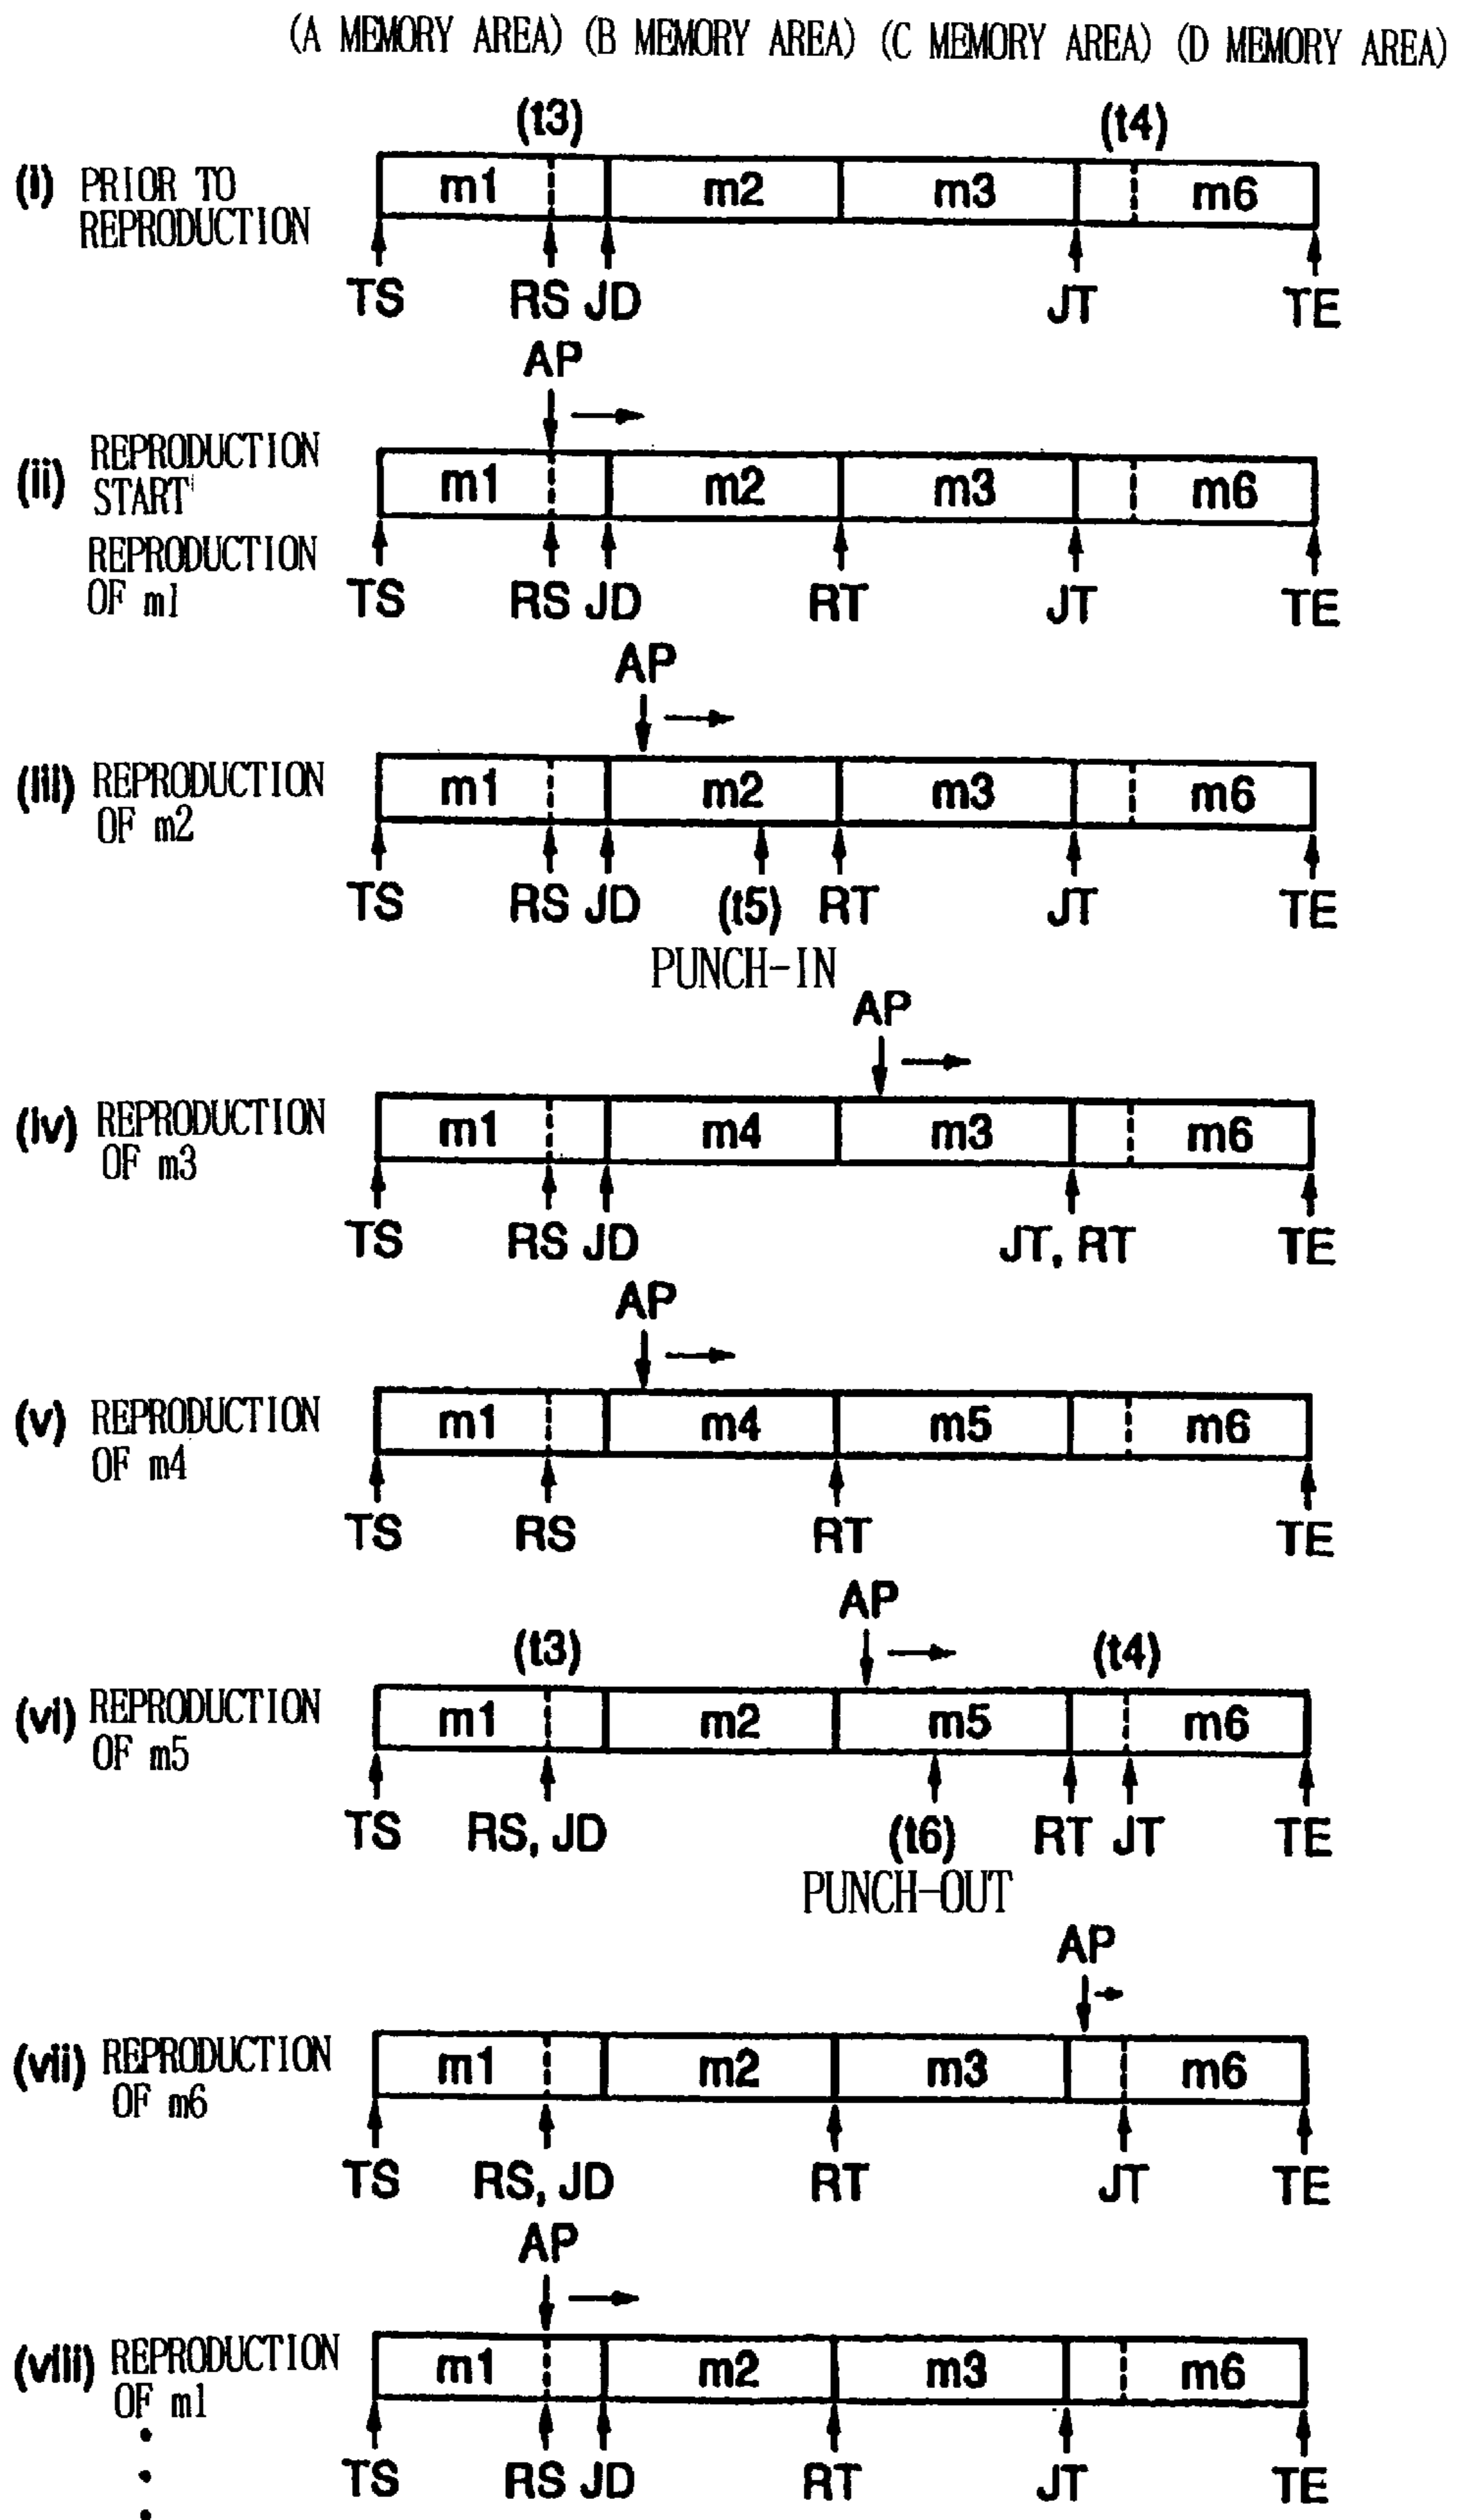 (A MEMORY AREA) (B MEMORY AREA) (C MEMORY AREA) (D MEMORY AREA)
(t3) (t4)
(i) PRIOR TO REPRODUCTION
m1 m2 m3 m6
TS RS JD JT TE
AP
(ii) REPRODUCTION START
REPRODUCTION OF m1
m1 m2 m3 m6
TS RS JD RT JT TE
AP
(iii) REPRODUCTION OF m2
m1 m2 m3 m6
TS RS JD (t5) RT JT TE
PUNCH-IN
AP
(iv) REPRODUCTION OF m3
m1 m4 m3 m6
TS RS JD JT, RT TE
AP
(v) REPRODUCTION OF m4
m1 m4 m5 m6
TS RS RT TE
AP
(t3) (t4)
(vi) REPRODUCTION OF m5
m1 m2 m5 m6
TS RS, JD (t6) RT JT TE
PUNCH-OUT
AP
(vii) REPRODUCTION OF m6
m1 m2 m3 m6
TS RS, JD RT JT TE
AP
(viii) REPRODUCTION OF m1
m1 m2 m3 m6
TS RS JD RT JT TE